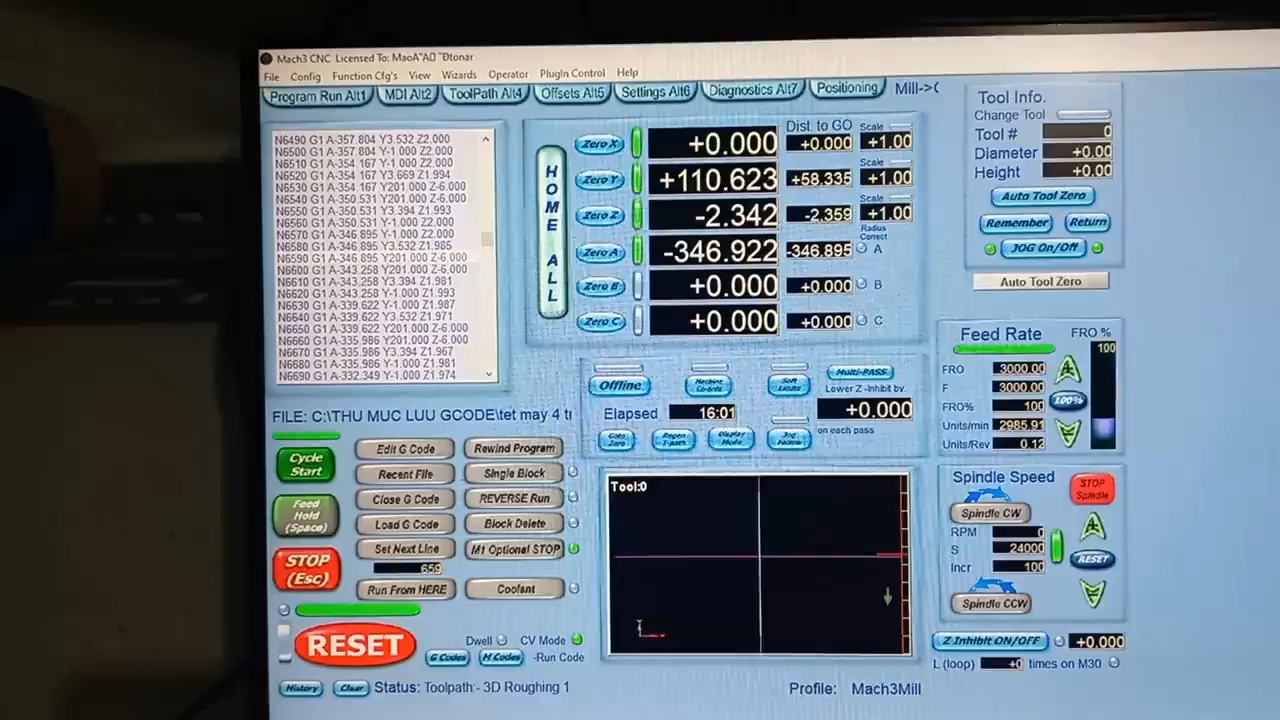 Mach3 CNC Licensed To: MaoA"A "Ðtonar
File Config Function Cfg's View Wizards Operator PlugIn Control Help
Program Run Alt1 MDI Alt2 ToolPath Alt4 Offsets Alt5 Settings Alt6 Diagnostics Alt7 Positioning Mill->
N6490 G1 A-357.804 Y3.532 Z2.000
N6500 G1 A-357.804 Y-1.000 Z2.000
N6510 G1 A-354.167 Y-1.000 Z2.000
N6520 G1 A-354.167 Y3.669 Z1.994
N6530 G1 A-354.167 Y201.000 Z-6.000
N6540 G1 A-350.531 Y201.000 Z-6.000
N6550 G1 A-350.531 Y3.394 Z1.993
N6560 G1 A-350.531 Y-1.000 Z2.000
N6570 G1 A-346.895 Y-1.000 Z2.000
N6580 G1 A-346.895 Y3.532 Z1.985
N6590 G1 A-346.895 Y201.000 Z-6.000
N6600 G1 A-343.258 Y201.000 Z-6.000
N6610 G1 A-343.258 Y3.394 Z1.981
N6620 G1 A-343.258 Y-1.000 Z1.993
N6630 G1 A-339.622 Y-1.000 Z1.987
N6640 G1 A-339.622 Y3.532 Z1.971
N6650 G1 A-339.622 Y201.000 Z-6.000
N6660 G1 A-335.986 Y201.000 Z-6.000
N6670 G1 A-335.986 Y3.394 Z1.967
N6680 G1 A-335.986 Y-1.000 Z1.981
N6690 G1 A-332.349 Y-1.000 Z1.974
HOME ALL
Dist. to GO
Zero X +0.000 +0.000 Scale +1.00
Zero Y +110.623 +58.335 Scale +1.00
Zero Z -2.342 -2.359 Scale +1.00
Radius
Correct
Zero A -346.922 -346.895 A
Zero B +0.000 +0.000 B
Zero C +0.000 +0.000 C
Tool Info.
Change Tool
Tool # 0
Diameter +0.00
Height +0.00
Auto Tool Zero
Remember Return
JOG On/Off
Auto Tool Zero
Offline
Machine
Co-ords
Soft
Limits
Multi-PASS
Lower Z -Inhibit by.
+0.000
on each pass
Elapsed 16:01
Goto
Zero
Regen
T-path
Display
Mode
Jog
Follow
Feed Rate
FRO %
100
FRO 3000.00
F 3000.00
FRO% 100 100%
Units/min 2985.91
Units/Rev 0.12
FILE: C:\THU MUC LUU GCODE\tet may 4 tr
Cycle
Start
Feed
Hold
(Space)
STOP
(Esc)
Edit G Code Rewind Program
Recent File Single Block
Close G Code REVERSE Run
Load G Code Block Delete
Set Next Line M1 Optional STOP
659
Run From HERE Coolant
RESET
Dwell CV Mode
G Codes M Codes -Run Code
Tool:0
Spindle Speed
STOP
Spindle
Spindle CW
RPM 0
S 24000
Incr 100
RESET
Spindle CCW
Z Inhibit ON/OFF +0.000
L (loop) +0 times on M30
History Clear Status: Toolpath:- 3D Roughing 1
Profile: Mach3Mill